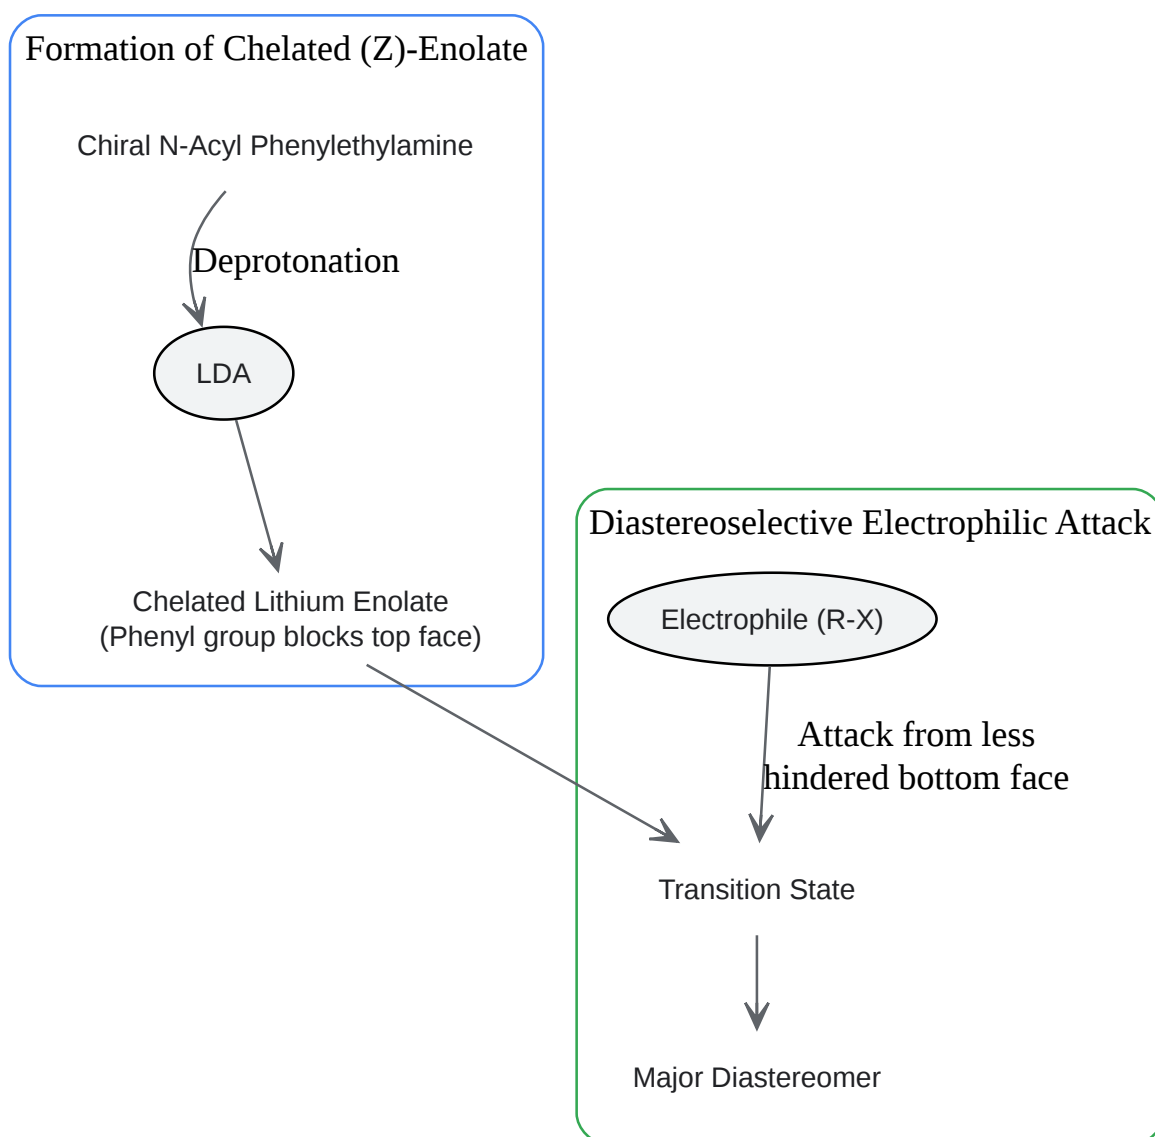 Formation of Chelated (Z)-Enolate
Chiral N-Acyl Phenylethylamine
Deprotonation
LDA
Chelated Lithium Enolate
(Phenyl group blocks top face)
Diastereoselective Electrophilic Attack
Electrophile (R-X)
Attack from less
hindered bottom face
Transition State
Major Diastereomer